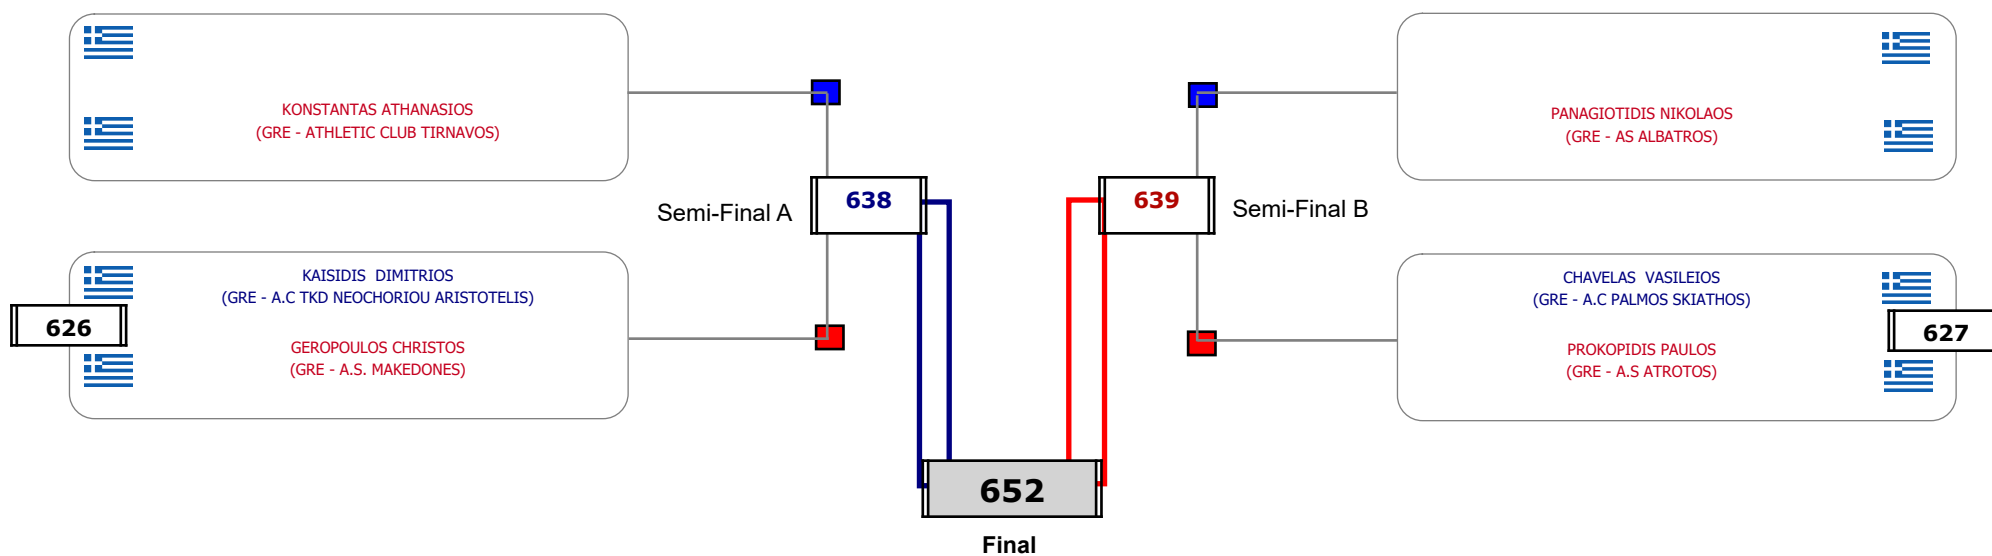 KONSTANTAS ATHANASIOS
(GRE - ATHLETIC CLUB TIRNAVOS)
PANAGIOTIDIS NIKOLAOS
(GRE - AS ALBATROS)
638
Semi-Final A
639
Semi-Final B
KAISIDIS  DIMITRIOS
(GRE - A.C TKD NEOCHORIOU ARISTOTELIS)
626
GEROPOULOS CHRISTOS
(GRE - A.S. MAKEDONES)
CHAVELAS  VASILEIOS
(GRE - A.C PALMOS SKIATHOS)
627
PROKOPIDIS PAULOS
(GRE - A.S ATROTOS)
652
Final